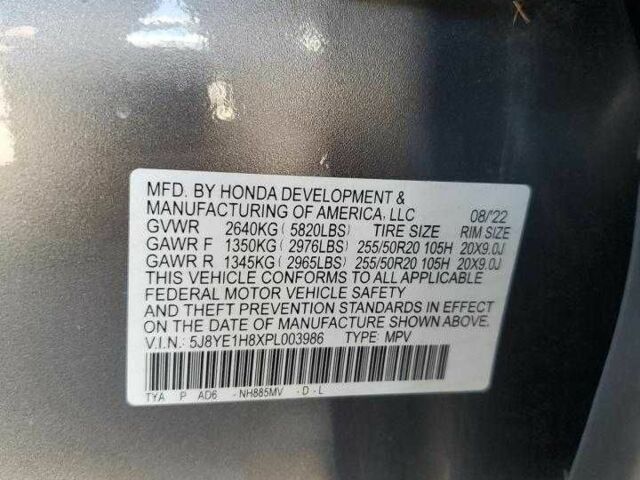 MFD. BY HONDA DEVELOPMENT &
MANUFACTURING OF AMERICA, LLC 08/'22
GVWR 2640KG (5820LBS) TIRE SIZE RIM SIZE
GAWR F 1350KG (2976LBS) 255/50R20 105H 20X9.0J
GAWR R 1345KG (2965LBS) 255/50R20 105H 20X9.0J
THIS VEHICLE CONFORMS TO ALL APPLICABLE
FEDERAL MOTOR VEHICLE SAFETY
AND THEFT PREVENTION STANDARDS IN EFFECT
ON THE DATE OF MANUFACTURE SHOWN ABOVE.
V.I.N.: 5J8YE1H8XPL003986 TYPE: MPV
TYA P AD6 -NH885MV -D-L